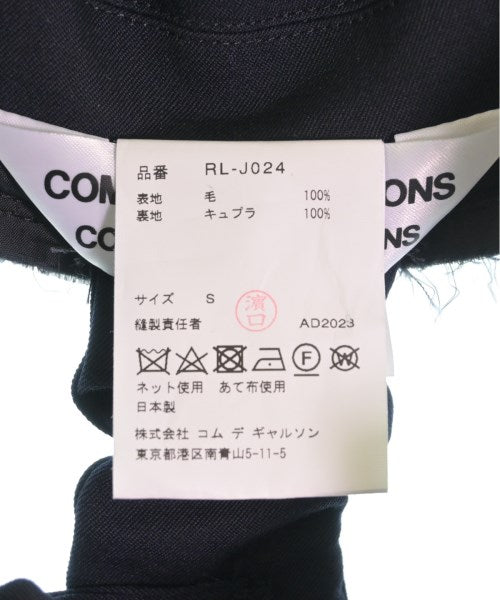 COM ONS
CO NS
品番 RL-J024
表地 毛 100%
裏地 キュプラ 100%
サイズ S
濱口
縫製責任者 AD2023
F W
ネット使用 あて布使用
日本製
株式会社 コム デ ギャルソン
東京都港区南青山5-11-5